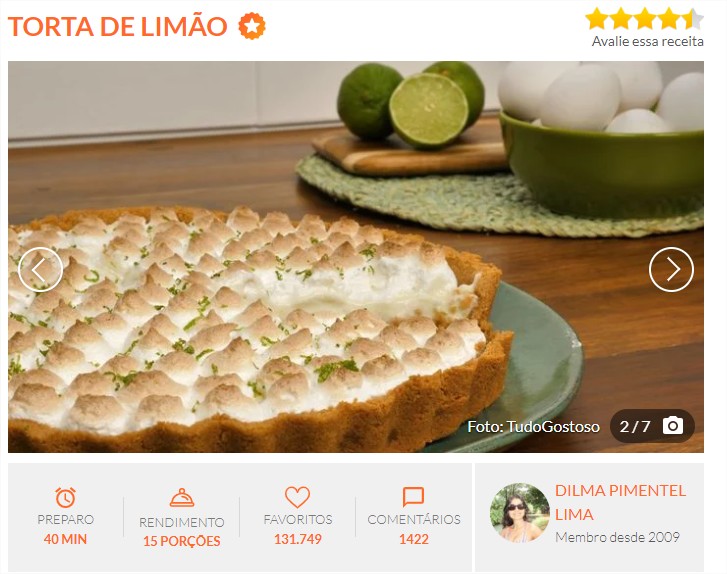 TORTA DE LIMÃO
Avalie essa receita
Foto: TudoGostoso
2 / 7
PREPARO
40 MIN
RENDIMENTO
15 PORÇÕES
FAVORITOS
131.749
COMENTÁRIOS
1422
DILMA PIMENTEL
LIMA
Membro desde 2009